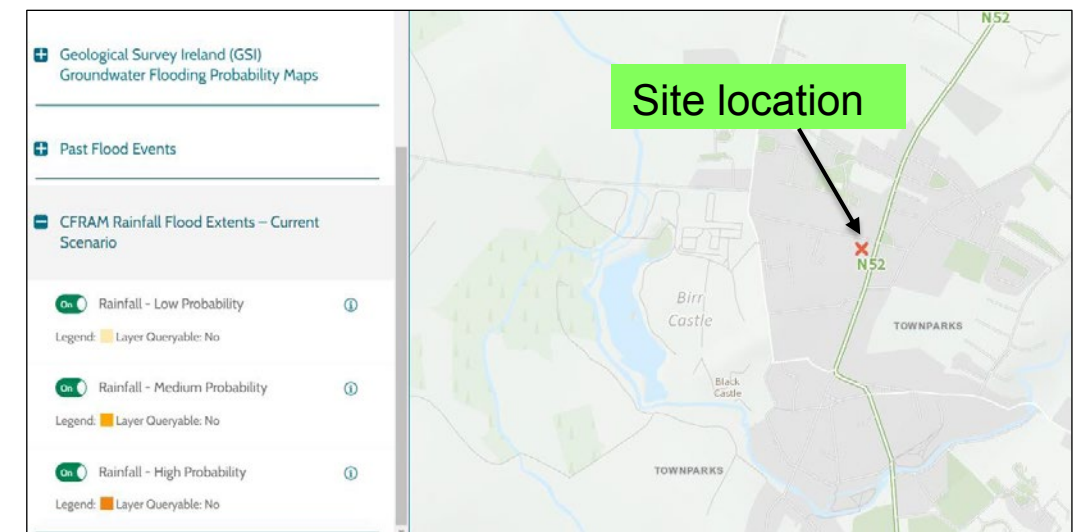 Geological Survey Ireland (GSI)
Groundwater Flooding Probability Maps
Past Flood Events
CFRAM Rainfall Flood Extents – Current
Scenario
On Rainfall - Low Probability
Legend: Layer Queryable: No
On Rainfall - Medium Probability
Legend: Layer Queryable: No
On Rainfall - High Probability
Legend: Layer Queryable: No
N52
Site location
N52
Birr
Castle
TOWNPARKS
Black
Castle
TOWNPARKS